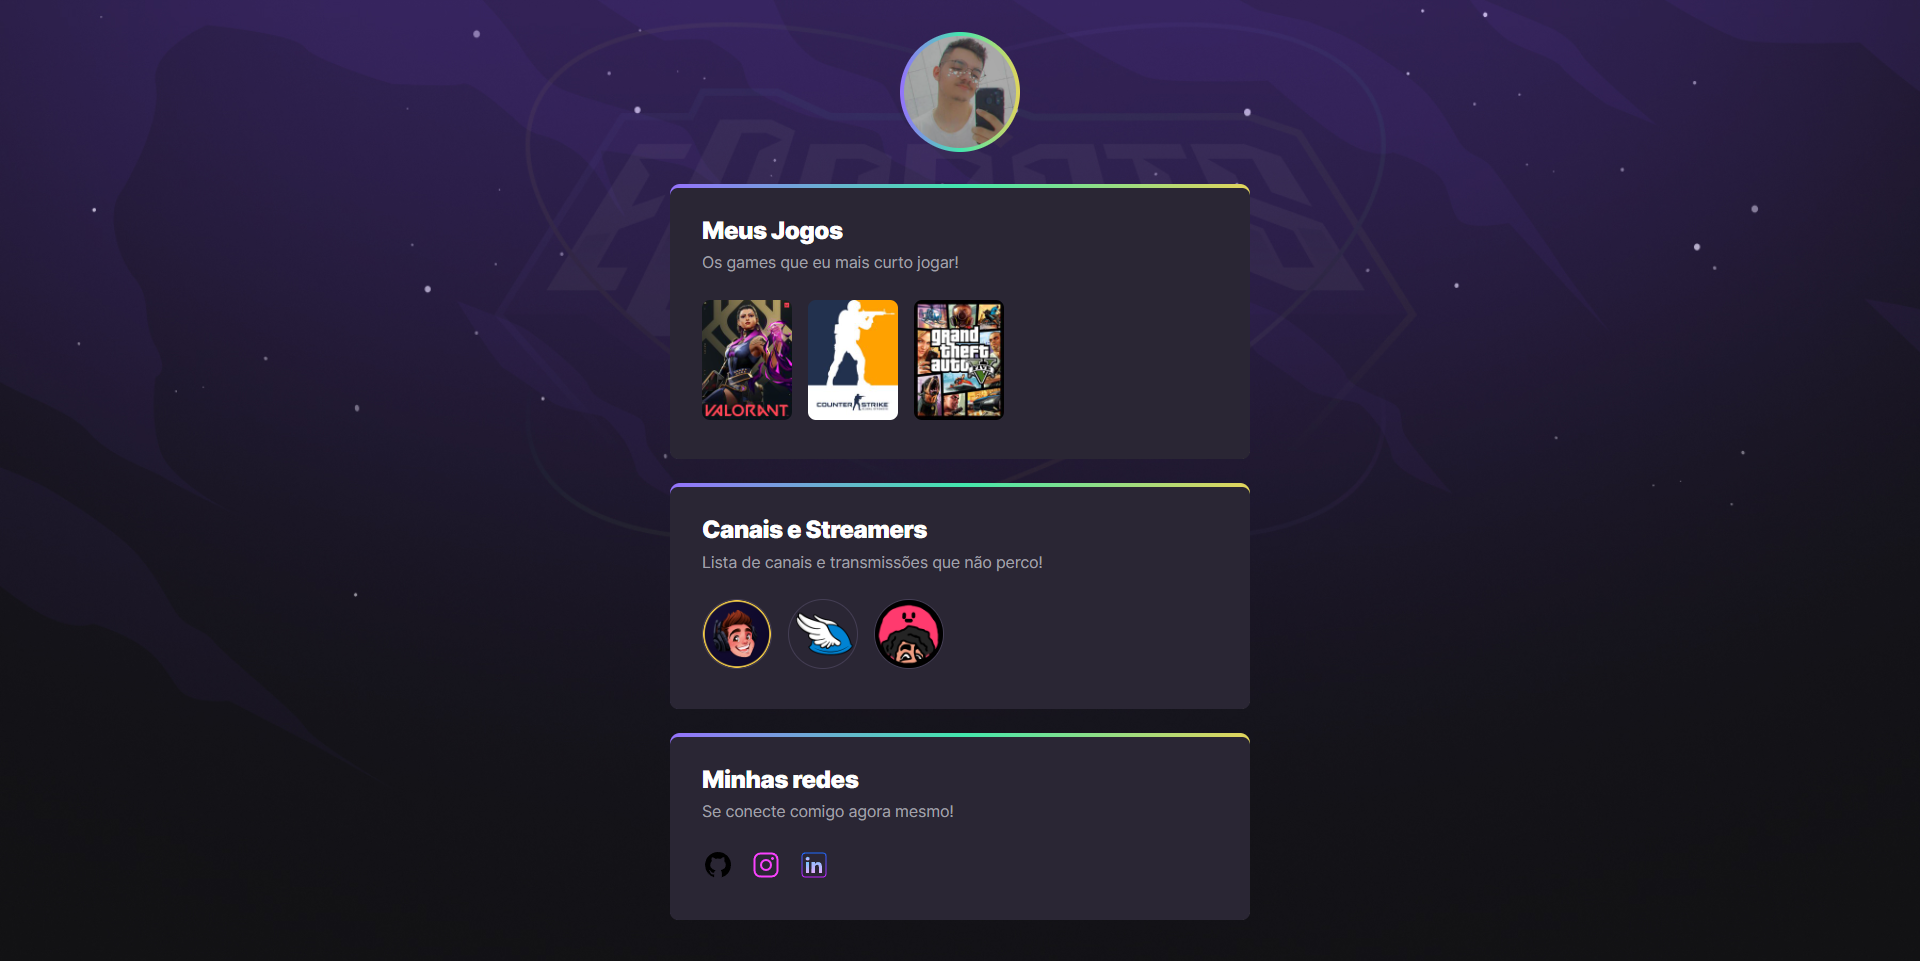 Meus Jogos
Os games que eu mais curto jogar!
VALORANT
COUNTER STRIKE
grand
theft
auto
V
Canais e Streamers
Lista de canais e transmissões que não perco!
Minhas redes
Se conecte comigo agora mesmo!
in